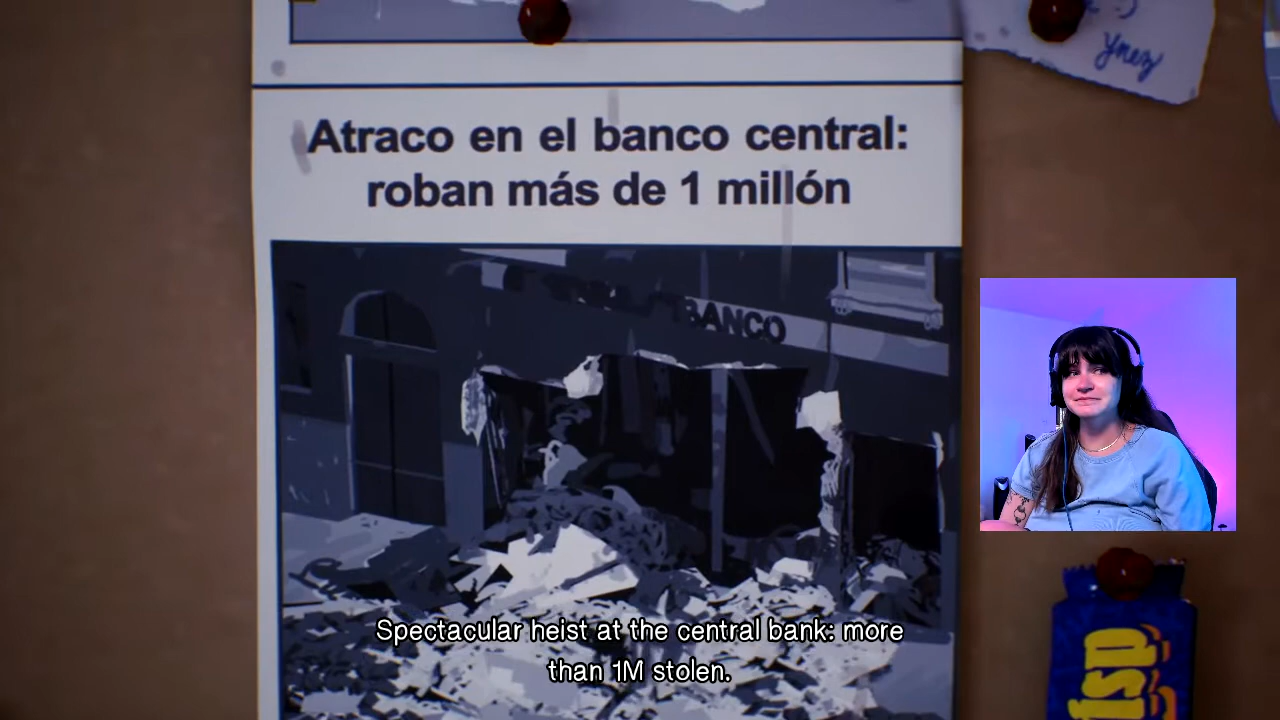 Ynez
Atraco en el banco central:
roban más de 1 millón
BANCO
Spectacular heist at the central bank: more
than 1M stolen.